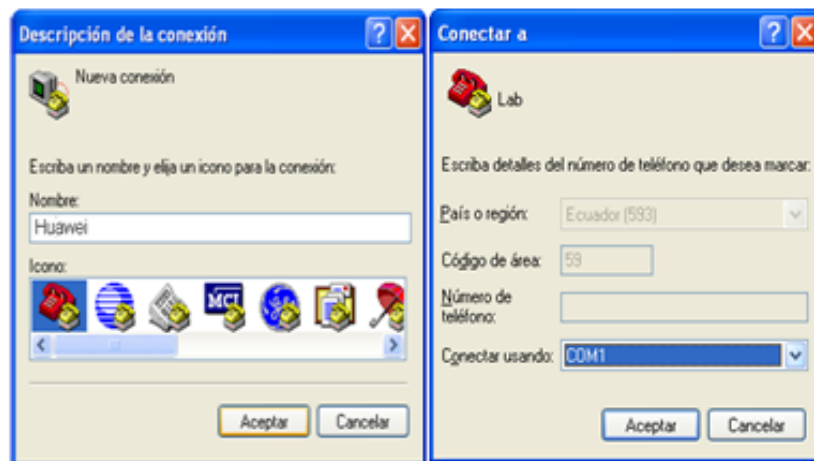 Descripción de la conexión
Nueva conexión
Escriba un nombre y elija un icono para la conexión:
Nombre:
Huawei
Icono:
MCI
Aceptar
Cancelar
Conectar a
Lab
Escriba detalles del número de teléfono que desea marcar:
País o región:
Ecuador (593)
Código de área:
59
Número de
teléfono:
Conectar usando:
COM1
Aceptar
Cancelar